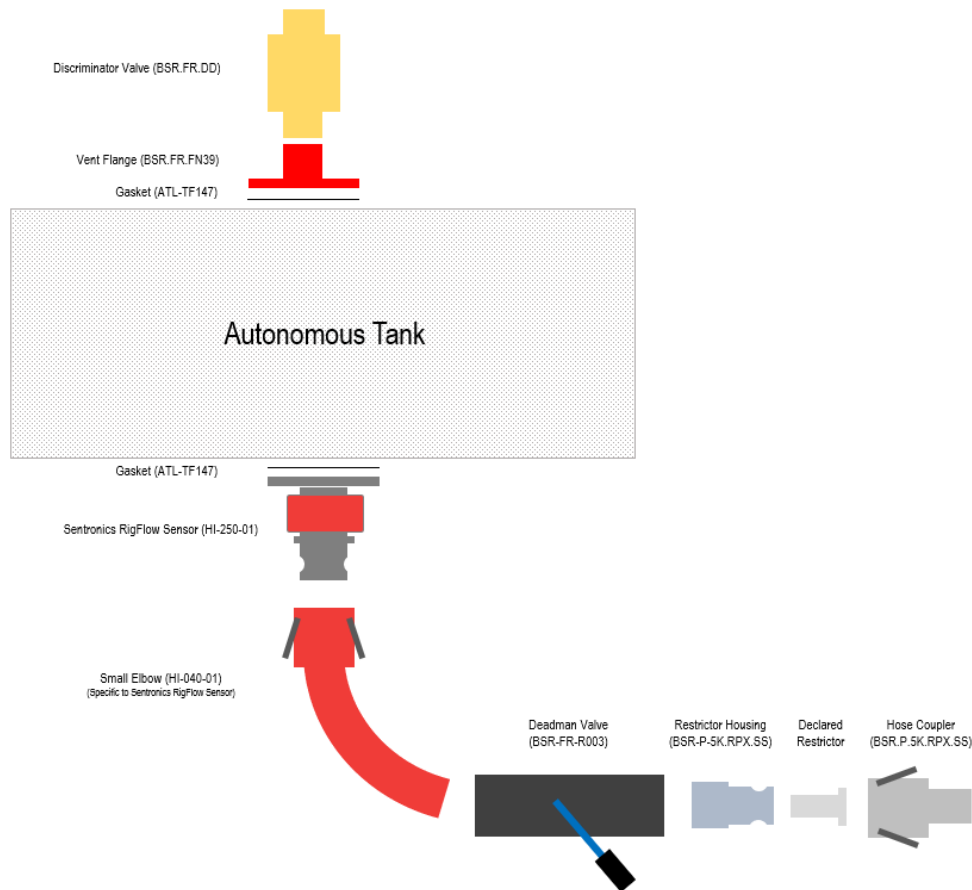 Discriminator Valve (BSR.FR.DD)
Vent Flange (BSR.FR.FN39)
Gasket (ATL-TF147)
Autonomous Tank
Gasket (ATL-TF147)
Sentronics RigFlow Sensor (HI-250-01)
Small Elbow (HI-040-01)
(Specific to Sentronics RigFlow Sensor)
Deadman Valve
(BSR-FR-R003)
Restrictor Housing
(BSR-P-5K.RPX.SS)
Declared
Restrictor
Hose Coupler
(BSR.P.5K.RPX.SS)